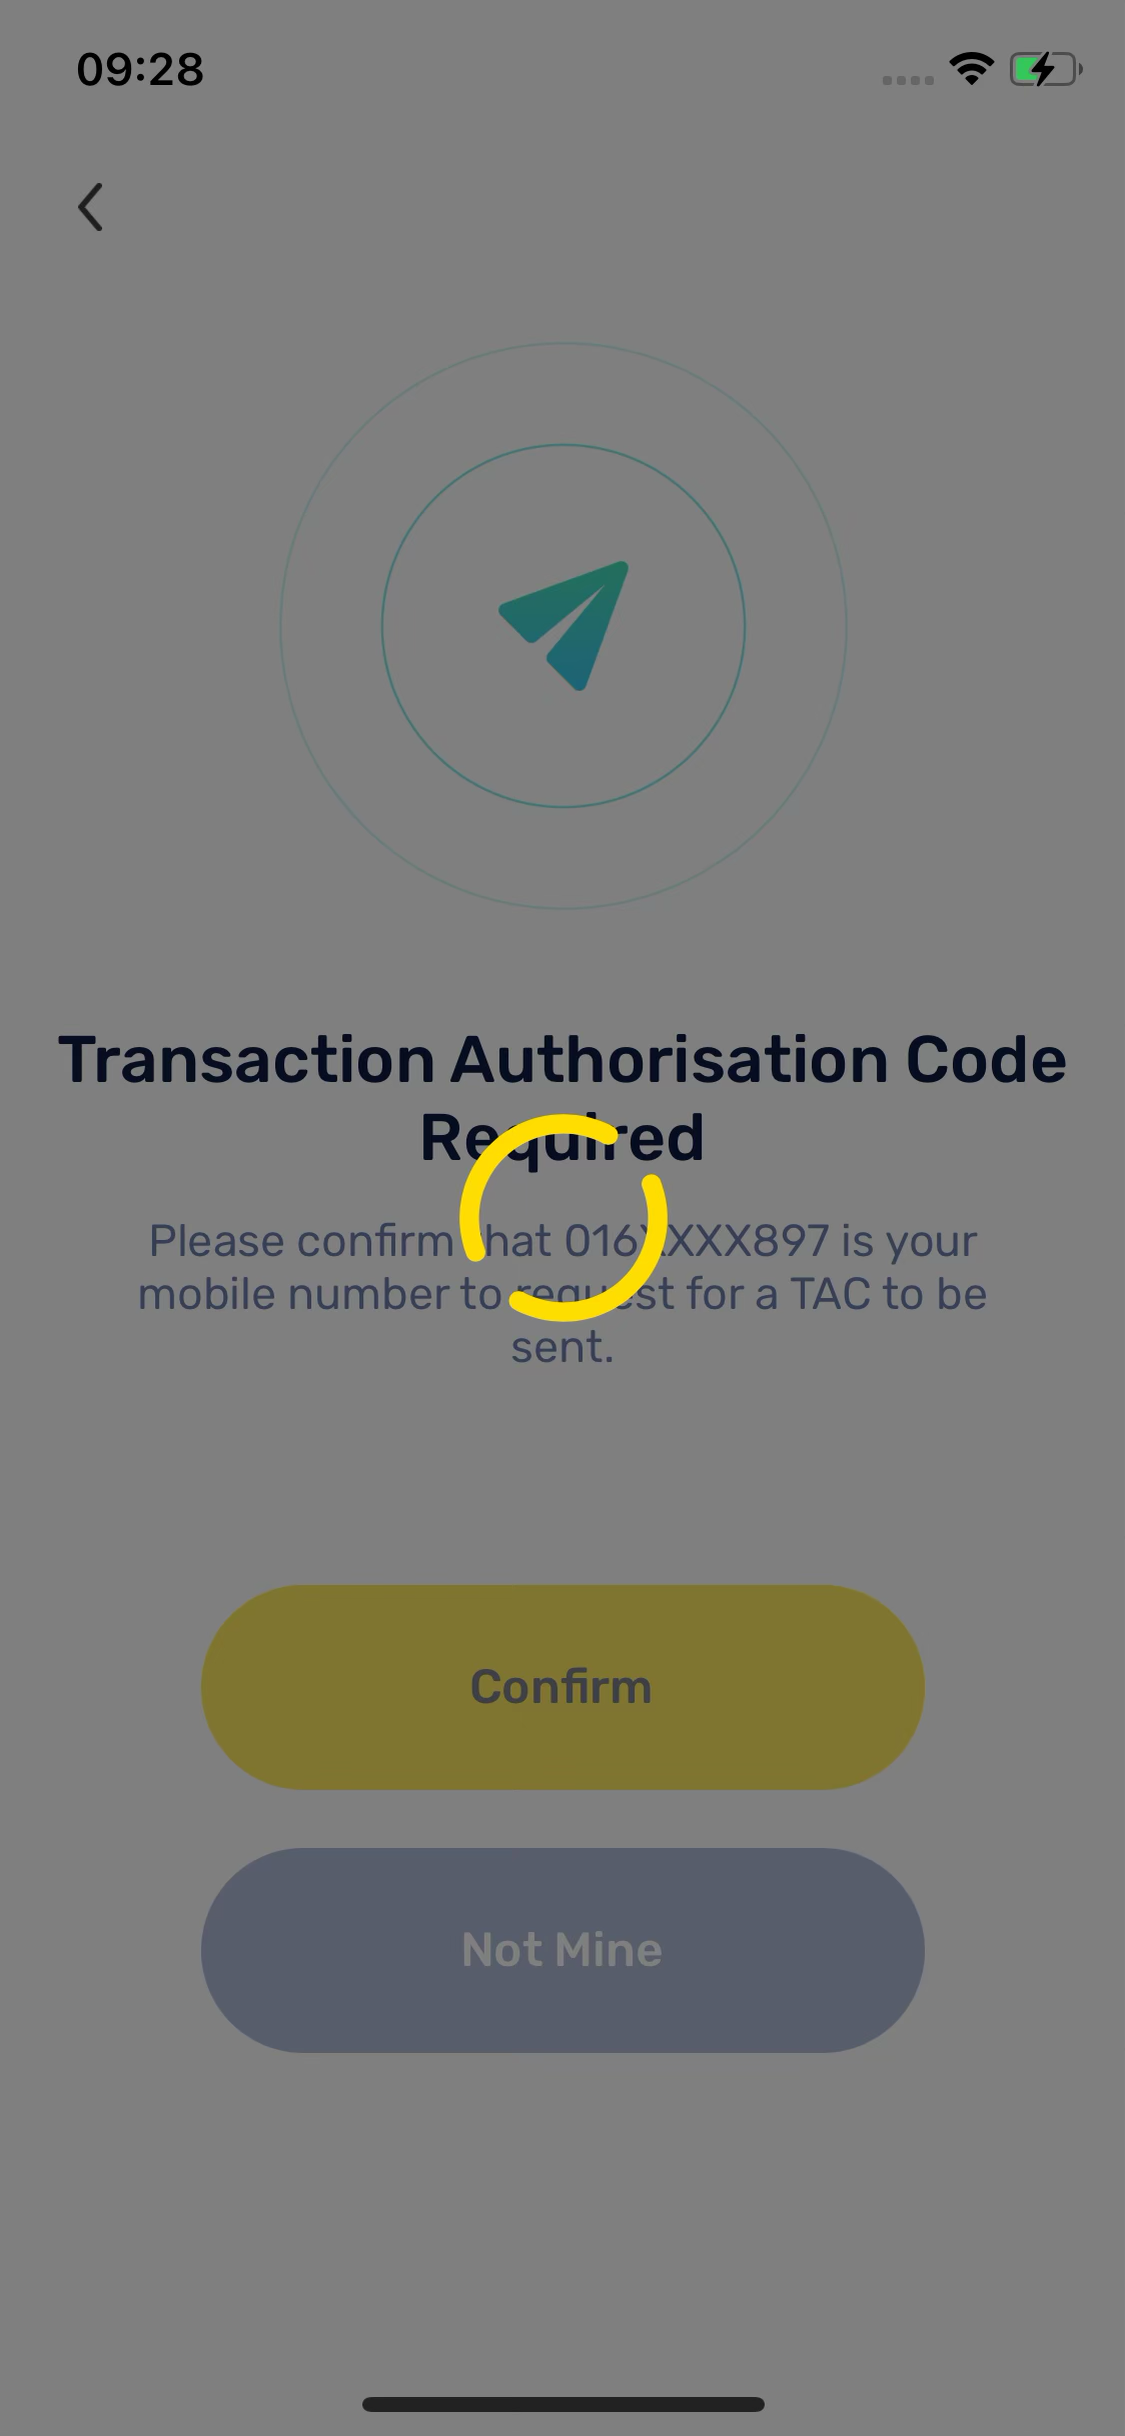 09:28
Transaction Authorisation Code
Required
Please confirm that 016XXXX897 is your
mobile number to request for a TAC to be
sent.
Confirm
Not Mine